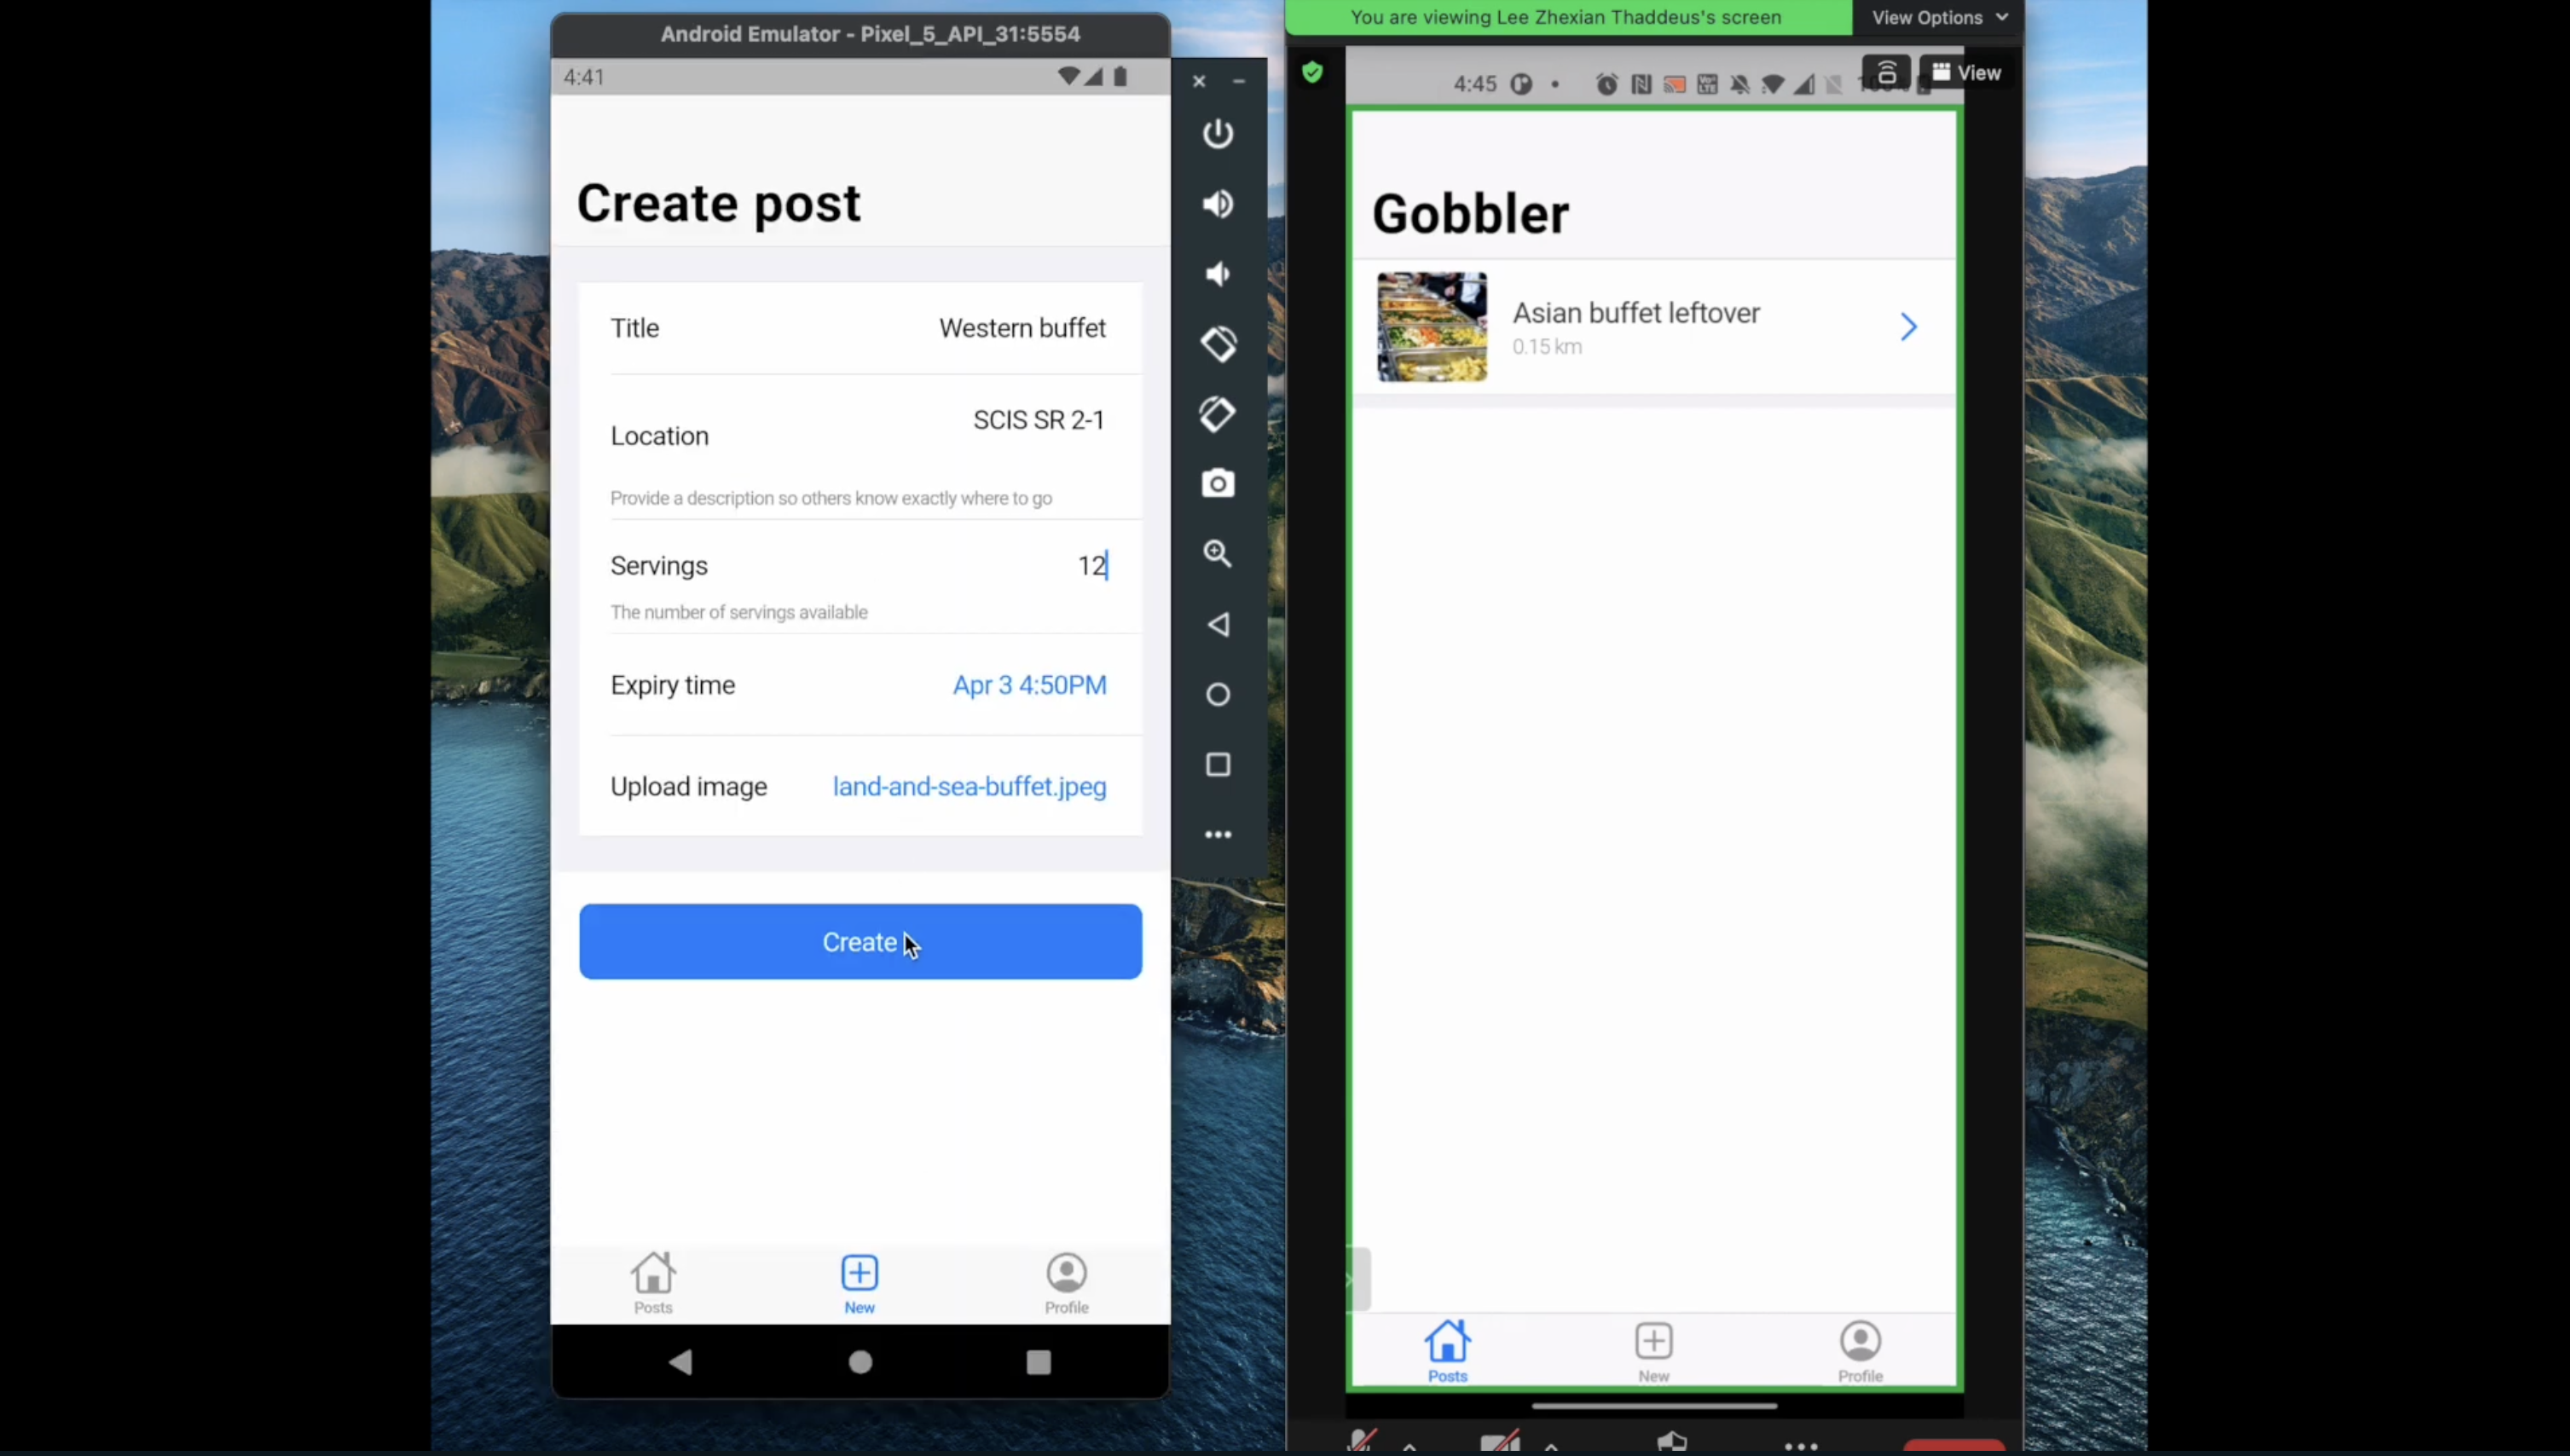 Android Emulator - Pixel_5_API_31:5554
4:41
Create post
Title
Western buffet
Location
SCIS SR 2-1
Provide a description so others know exactly where to go
Servings
12
The number of servings available
Expiry time
Apr 3 4:50PM
Upload image
land-and-sea-buffet.jpeg
Create
Posts
New
Profile
You are viewing Lee Zhexian Thaddeus's screen
View Options
4:45
View
Gobbler
Asian buffet leftover
0.15 km
Posts
New
Profile